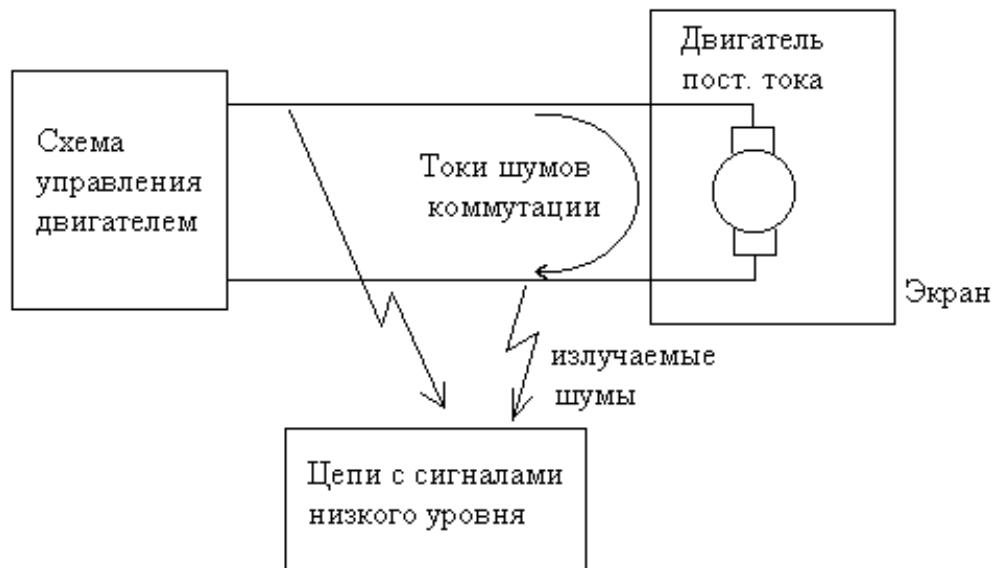 Двигатель
пост. тока
Схема
управления
двигателем
Токи шумов
коммутации
Экран
излучаемые
шумы
Цепи с сигналами
низкого уровня